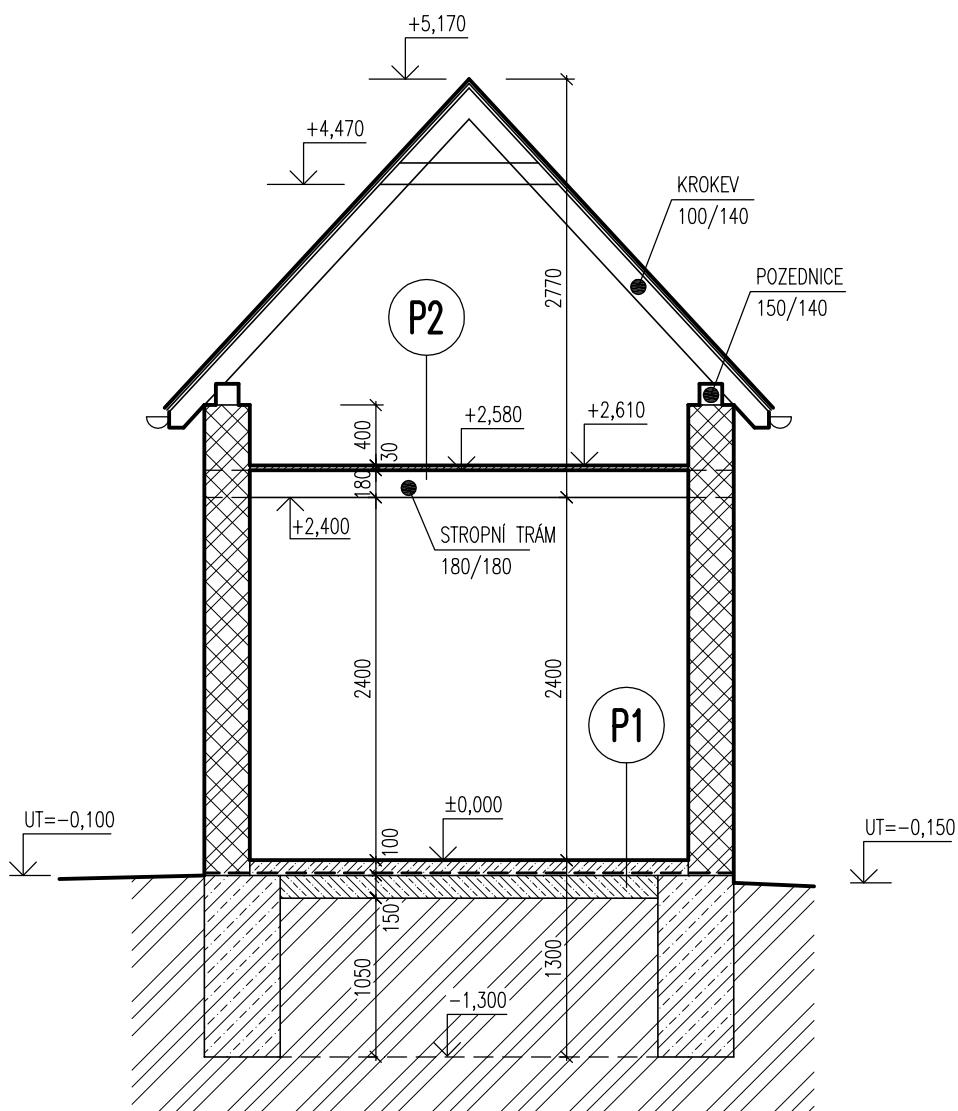 +5,170
+4,470
KROKEV
100/140
2770
POZEDNICE
150/140
P2
400
30
+2,580
+2,610
180
+2,400
STROPNÍ TRÁM
180/180
2400
2400
P1
±0,000
100
UT=-0,100
UT=-0,150
150
1050
1300
-1,300